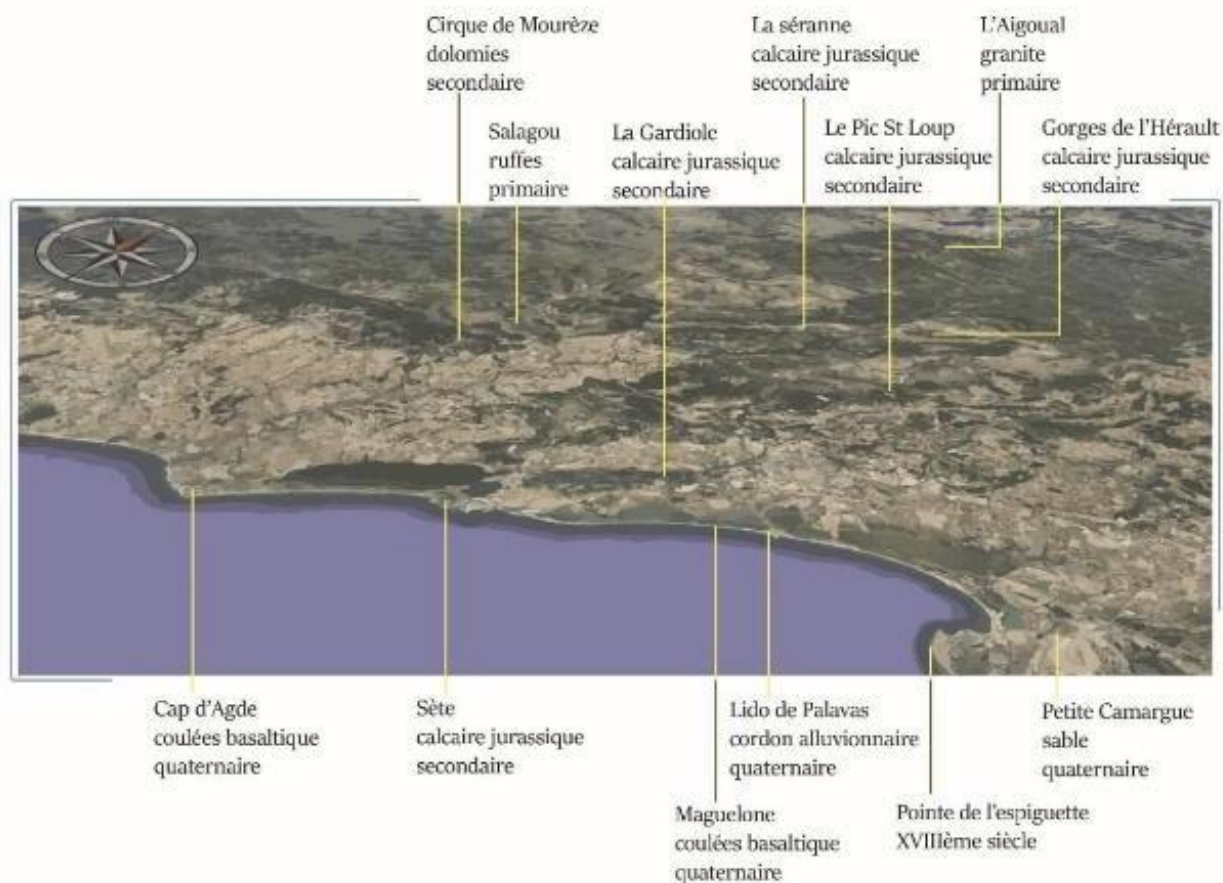 Cirque de Mourèze
dolomies
secondaire
La séranne
calcaire jurassique
secondaire
L'Aigoual
granite
primaire
Salagou
ruffes
primaire
La Gardiole
calcaire jurassique
secondaire
Le Pic St Loup
calcaire jurassique
secondaire
Gorges de l'Hérault
calcaire jurassique
secondaire
Cap d'Agde
coulées basaltique
quaternaire
Sète
calcaire jurassique
secondaire
Lido de Palavas
cordon alluvionnaire
quaternaire
Petite Camargue
sable
quaternaire
Maguelone
coulées basaltique
quaternaire
Pointe de l'espiguette
XVIIIème siècle